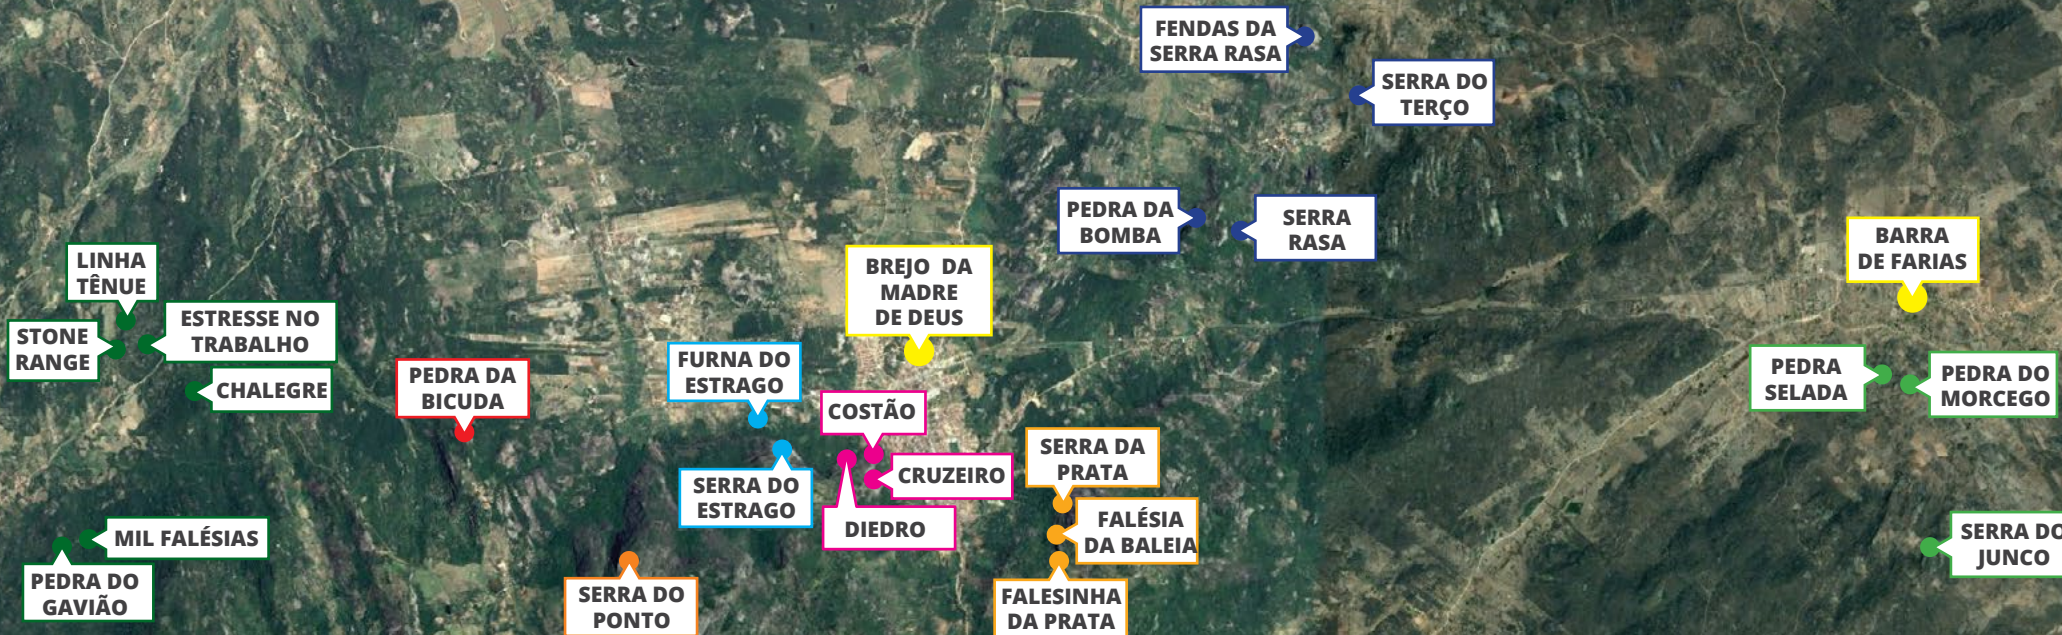 FENDAS DA
SERRA RASA
SERRA DO
TERÇO
PEDRA DA
BOMBA
SERRA
RASA
BARRA
DE FARIAS
LINHA
TÊNUE
BREJO DA
MADRE
DE DEUS
STONE
RANGE
ESTRESSE NO
TRABALHO
CHALEGRE
PEDRA DA
BICUDA
FURNA DO
ESTRAGO
PEDRA
SELADA
PEDRA DO
MORCEGO
COSTÃO
SERRA DA
PRATA
CRUZEIRO
SERRA DO
ESTRAGO
DIEDRO
FALÉSIA
DA BALEIA
MIL FALÉSIAS
SERRA DO
JUNCO
PEDRA DO
GAVIÃO
SERRA DO
PONTO
FALESINHA
DA PRATA